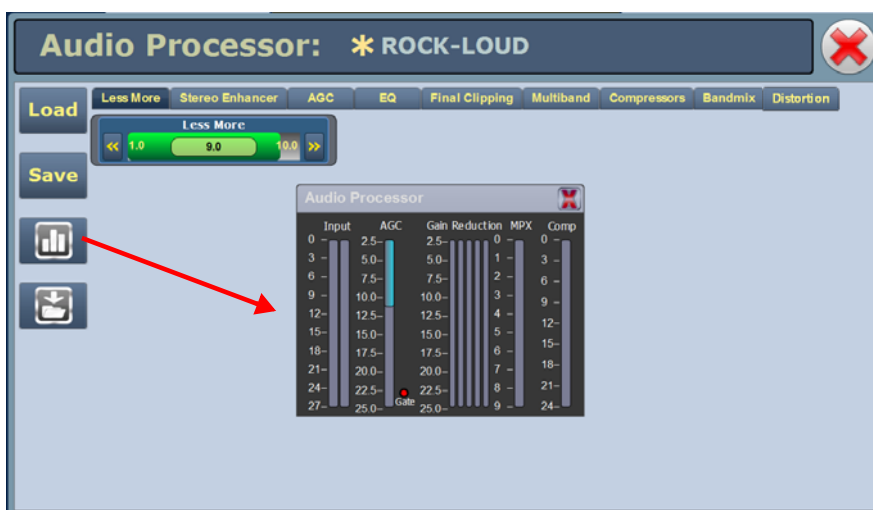 Audio Processor: * ROCK-LOUD
Load
Save
Less More Stereo Enhancer AGC EQ Final Clipping Multiband Compressors Bandmix Distortion
Less More
« 1.0 9.0 10.0 »
Audio Processor
Input AGC Gain Reduction MPX Comp
0 2.5 2.5 0 0
3 5.0 5.0 1 3
6 7.5 7.5 2 6
9 10.0 10.0 3 9
12 12.5 12.5 4 12
15 15.0 15.0 5 15
18 17.5 17.5 6 18
21 20.0 20.0 7 21
24 22.5 22.5 8 24
27 25.0 Gate 25.0 9